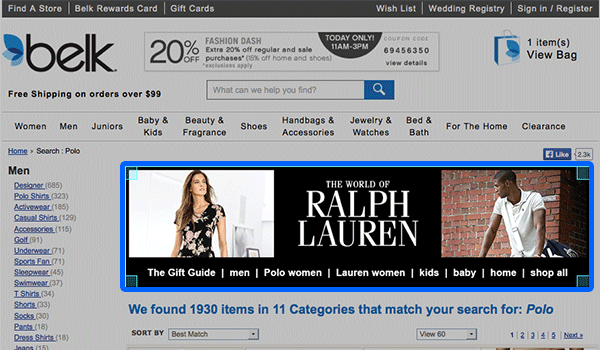 Find A Store | Belk Rewards Card | Gift Cards
Wish List | Wedding Registry | Sign in / Register
belk
20% OFF
FASHION DASH
Extra 20% off regular and sale
purchases* (15% off home and shoes)
*exclusions apply
TODAY ONLY!
11AM-3PM
COUPON CODE
69456350
view details
1 item(s)
View Bag
Free Shipping on orders over $99
What can we help you find?
Women Men Juniors Baby & Kids Beauty & Fragrance Shoes Handbags & Accessories Jewelry & Watches Bed & Bath For The Home Clearance
Home › Search : Polo
Like 2.3k
Men
Designer (685)
Polo Shirts (323)
Activewear (185)
Casual Shirts (129)
Accessories (115)
Golf (91)
Underwear (71)
Sports Fan (71)
Sleepwear (45)
Swimwear (37)
T Shirts (34)
Shorts (33)
Socks (30)
Pants (18)
Dress Shirts (18)
Jeans (15)
THE WORLD OF
RALPH
LAUREN
The Gift Guide | men | Polo women | Lauren women | kids | baby | home | shop all
We found 1930 items in 11 Categories that match your search for: Polo
SORT BY Best Match View 60 1 | 2 | 3 | 4 | 5 Next »